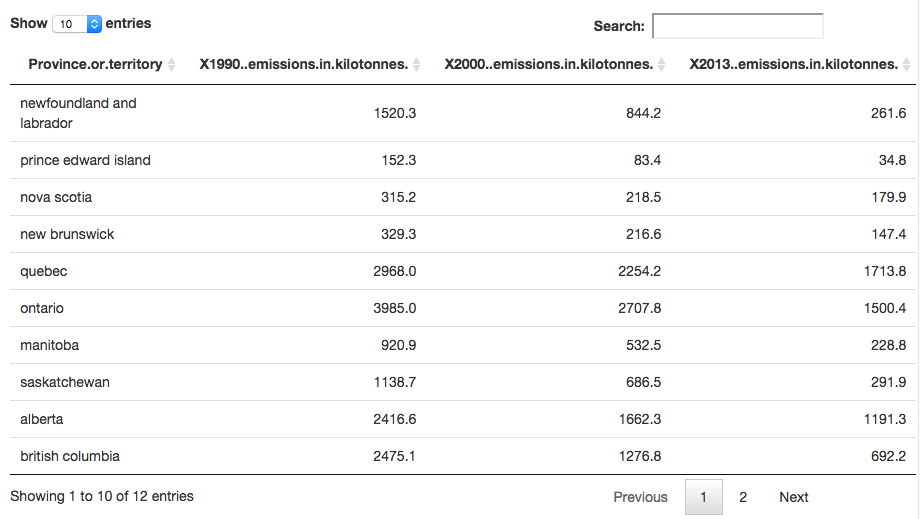 Show 10 entries Search:
Province.or.territory X1990..emissions.in.kilotonnes. X2000..emissions.in.kilotonnes. X2013..emissions.in.kilotonnes.
newfoundland and
labrador 1520.3 844.2 261.6
prince edward island 152.3 83.4 34.8
nova scotia 315.2 218.5 179.9
new brunswick 329.3 216.6 147.4
quebec 2968.0 2254.2 1713.8
ontario 3985.0 2707.8 1500.4
manitoba 920.9 532.5 228.8
saskatchewan 1138.7 686.5 291.9
alberta 2416.6 1662.3 1191.3
british columbia 2475.1 1276.8 692.2
Showing 1 to 10 of 12 entries Previous 1 2 Next